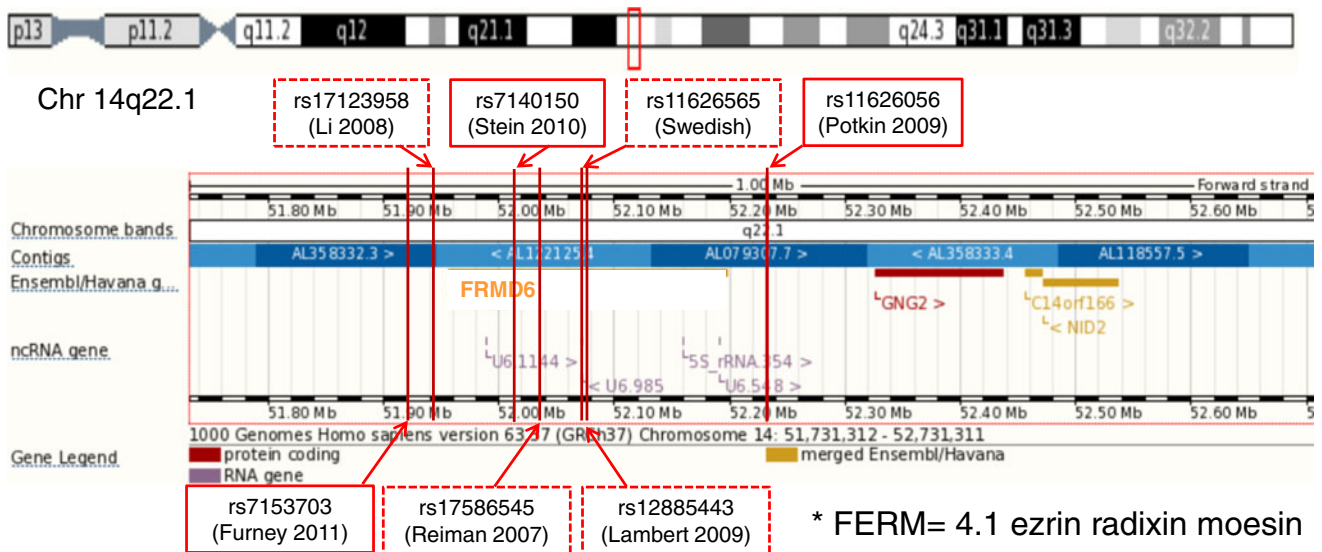 p13 p11.2 q11.2 q12 q21.1 q24.3 q31.1 q31.3 q32.2
Chr 14q22.1
rs17123958
(Li 2008)
rs7140150
(Stein 2010)
rs11626565
(Swedish)
rs11626056
(Potkin 2009)
1.00 Mb Forward strand
51.80 Mb 51.90 Mb 52.00 Mb 52.10 Mb 52.20 Mb 52.30 Mb 52.40 Mb 52.50 Mb 52.60 Mb 5
Chromosome bands q22.1
Contigs AL358332.3 > < AL122125.4 AL079307.7 > < AL358333.4 AL118557.5 >
Ensembl/Havana g...
FRMD6
GNG2 > C14orf166 >
< NID2
ncRNA gene
U6.1144 > 5S_rRNA.354 >
< U6.985 U6.548 >
51.80 Mb 51.90 Mb 52.00 Mb 52.10 Mb 52.20 Mb 52.30 Mb 52.40 Mb 52.50 Mb 52.60 Mb 5
1000 Genomes Homo sapiens version 63.37 (GRCh37) Chromosome 14: 51,731,312 - 52,731,311
Gene Legend protein coding merged Ensembl/Havana
RNA gene
rs7153703
(Furney 2011)
rs17586545
(Reiman 2007)
rs12885443
(Lambert 2009)
* FERM= 4.1 ezrin radixin moesin